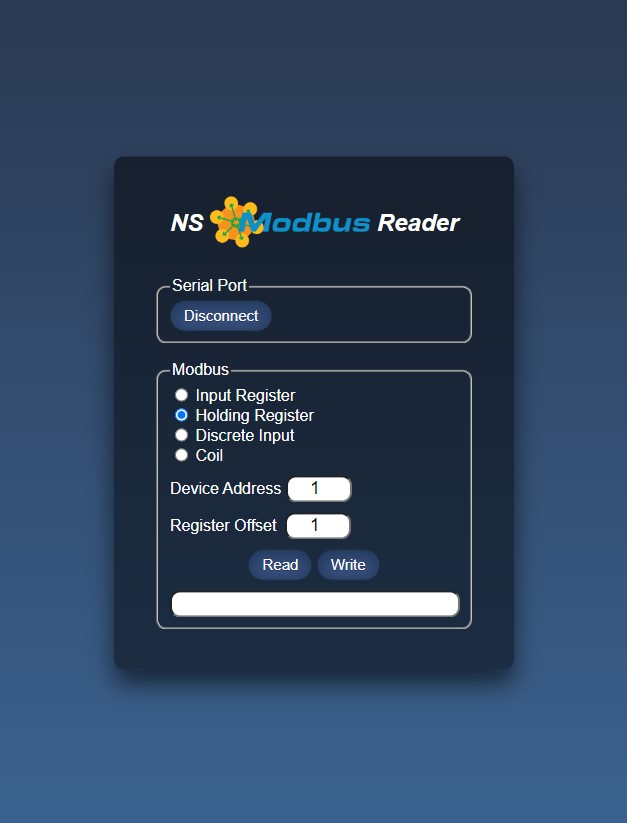 NS Modbus Reader
Serial Port
Disconnect
Modbus
Input Register
Holding Register
Discrete Input
Coil
Device Address 1
Register Offset 1
Read Write